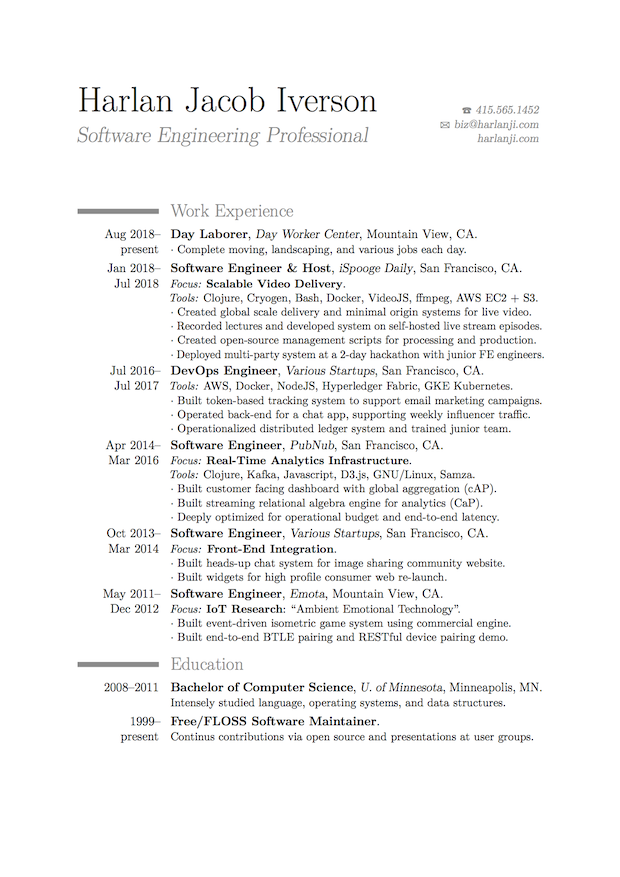 Harlan Jacob Iverson
Software Engineering Professional
☎ 415.565.1452
✉ biz@harlanji.com
harlanji.com
Work Experience
Aug 2018– Day Laborer, Day Worker Center, Mountain View, CA.
present · Complete moving, landscaping, and various jobs each day.
Jan 2018– Software Engineer & Host, iSpooge Daily, San Francisco, CA.
Jul 2018 Focus: Scalable Video Delivery.
Tools: Clojure, Cryogen, Bash, Docker, VideoJS, ffmpeg, AWS EC2 + S3.
· Created global scale delivery and minimal origin systems for live video.
· Recorded lectures and developed system on self-hosted live stream episodes.
· Created open-source management scripts for processing and production.
· Deployed multi-party system at a 2-day hackathon with junior FE engineers.
Jul 2016– DevOps Engineer, Various Startups, San Francisco, CA.
Jul 2017 Tools: AWS, Docker, NodeJS, Hyperledger Fabric, GKE Kubernetes.
· Built token-based tracking system to support email marketing campaigns.
· Operated back-end for a chat app, supporting weekly influencer traffic.
· Operationalized distributed ledger system and trained junior team.
Apr 2014– Software Engineer, PubNub, San Francisco, CA.
Mar 2016 Focus: Real-Time Analytics Infrastructure.
Tools: Clojure, Kafka, Javascript, D3.js, GNU/Linux, Samza.
· Built customer facing dashboard with global aggregation (cAP).
· Built streaming relational algebra engine for analytics (CaP).
· Deeply optimized for operational budget and end-to-end latency.
Oct 2013– Software Engineer, Various Startups, San Francisco, CA.
Mar 2014 Focus: Front-End Integration.
· Built heads-up chat system for image sharing community website.
· Built widgets for high profile consumer web re-launch.
May 2011– Software Engineer, Emota, Mountain View, CA.
Dec 2012 Focus: IoT Research: “Ambient Emotional Technology”.
· Built event-driven isometric game system using commercial engine.
· Built end-to-end BTLE pairing and RESTful device pairing demo.
Education
2008–2011 Bachelor of Computer Science, U. of Minnesota, Minneapolis, MN.
Intensely studied language, operating systems, and data structures.
1999– Free/FLOSS Software Maintainer.
present Continus contributions via open source and presentations at user groups.